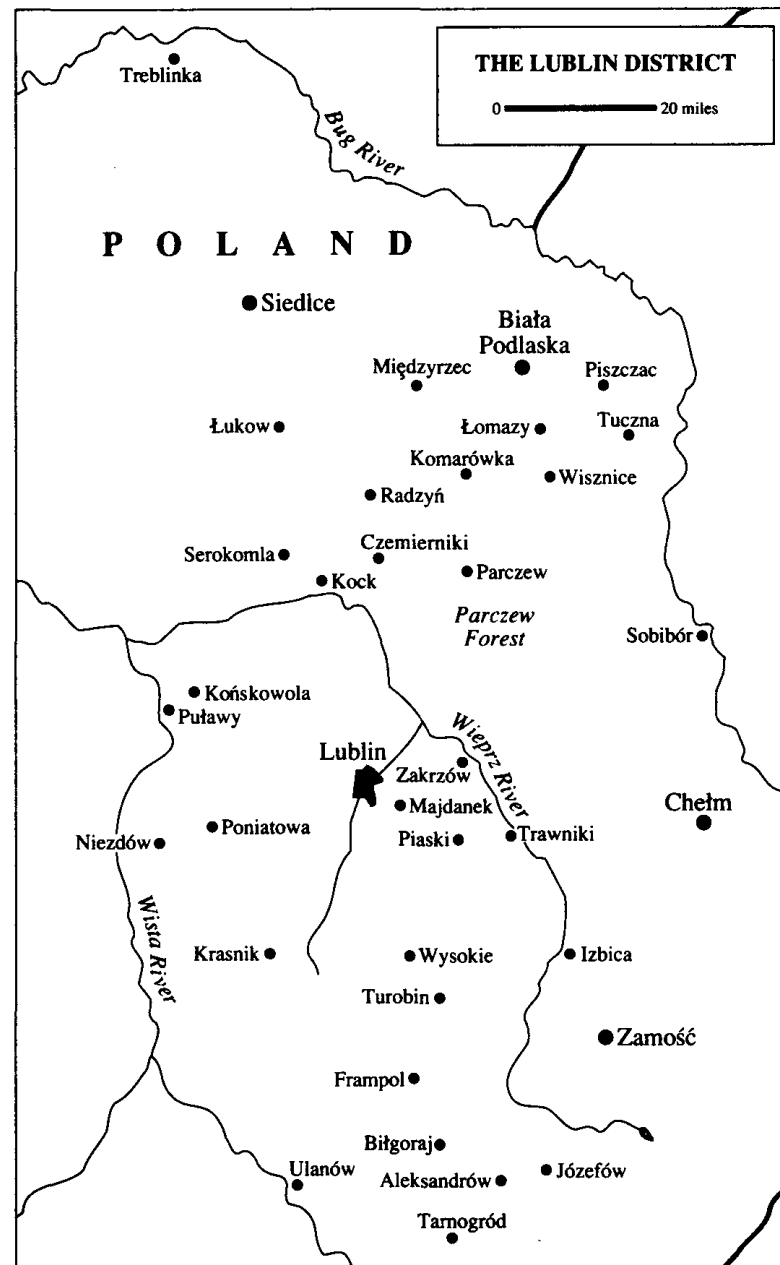 THE LUBLIN DISTRICT
0 20 miles
Treblinka
Bug River
POLAND
Siedlce
Biała
Podlaska
Międzyrzec
Piszczac
Łukow
Łomazy
Tuczna
Komarówka
Wisznice
Radzyń
Serokomla
Czemierniki
Kock
Parczew
Parczew
Forest
Sobibór
Końskowola
Puławy
Wieprz River
Lublin
Zakrzów
Majdanek
Chełm
Poniatowa
Niezdów
Piaski
Trawniki
Wista River
Krasnik
Wysokie
Izbica
Turobin
Zamość
Frampol
Biłgoraj
Ulanów
Aleksandrów
Józefów
Tarnogród